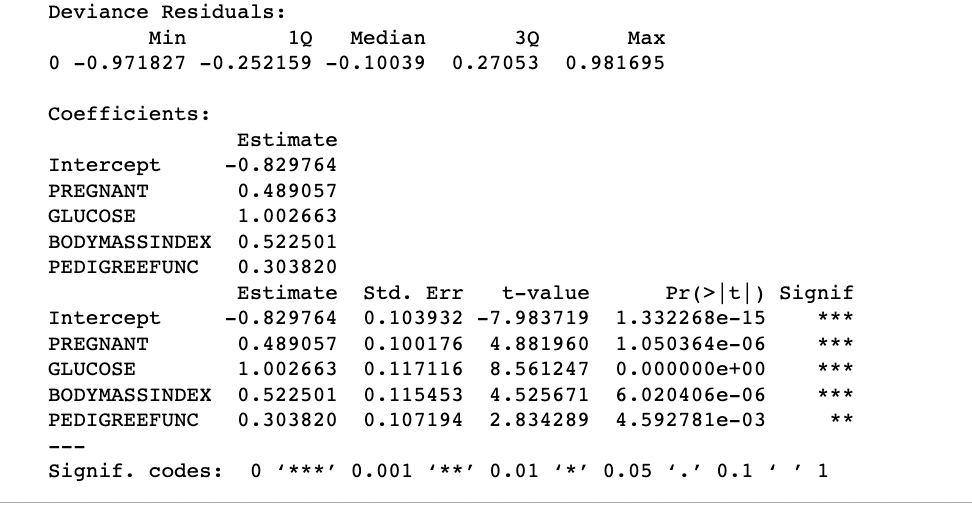 Deviance Residuals:
Min 1Q Median 3Q Max
0 -0.971827 -0.252159 -0.10039 0.27053 0.981695
Coefficients:
Estimate
Intercept -0.829764
PREGNANT 0.489057
GLUCOSE 1.002663
BODYMASSINDEX 0.522501
PEDIGREEFUNC 0.303820
Estimate Std. Err t-value Pr(>|t|) Signif
Intercept -0.829764 0.103932 -7.983719 1.332268e-15 ***
PREGNANT 0.489057 0.100176 4.881960 1.050364e-06 ***
GLUCOSE 1.002663 0.117116 8.561247 0.000000e+00 ***
BODYMASSINDEX 0.522501 0.115453 4.525671 6.020406e-06 ***
PEDIGREEFUNC 0.303820 0.107194 2.834289 4.592781e-03 **
---
Signif. codes: 0 ‘***’ 0.001 ‘**’ 0.01 ‘*’ 0.05 ‘.’ 0.1 ‘ ’ 1